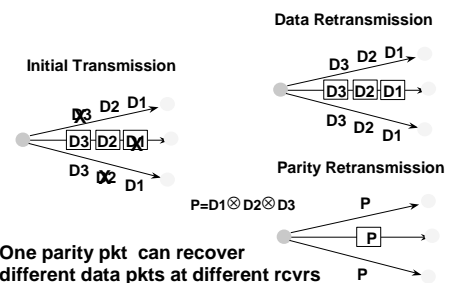 Data Retransmission
D3 D2 D1
D3 D2 D1
D3 D2 D1
Initial Transmission
D3 D2 D1
D3 D2 D1
D3 D2 D1
Parity Retransmission
P=D1⊗D2⊗D3
P
P
P
One parity pkt can recover
different data pkts at different rcvrs